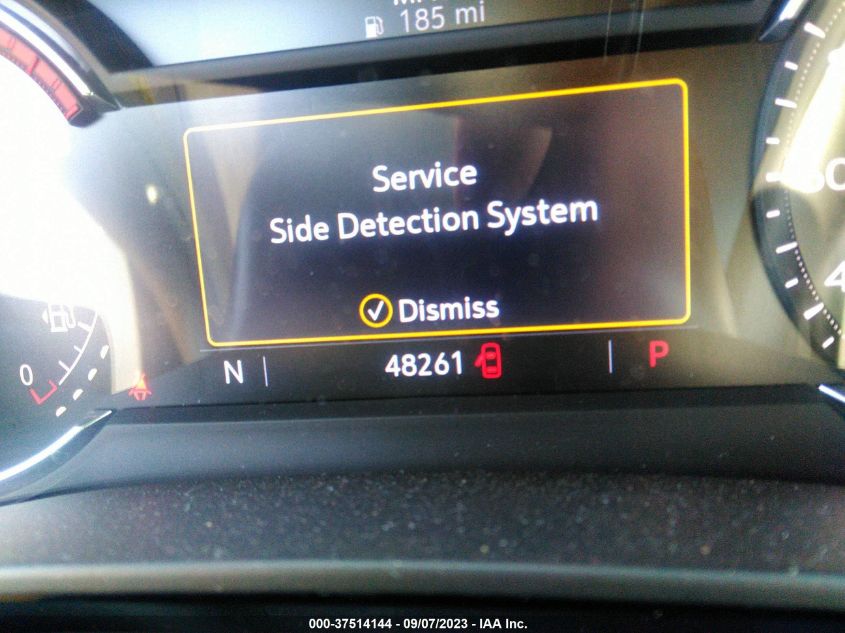 185 mi
Service
Side Detection System
Dismiss
0
N 48261 P
000-37514144 - 09/07/2023 - IAA Inc.